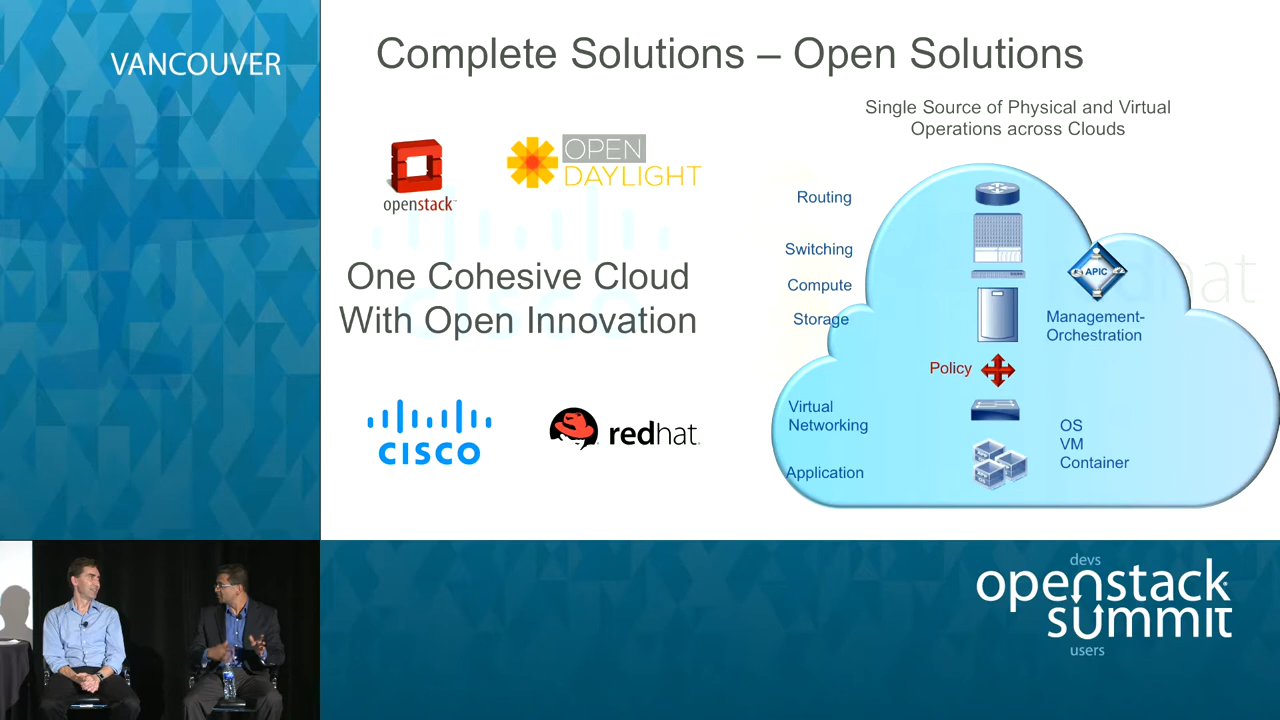 VANCOUVER
Complete Solutions – Open Solutions
Single Source of Physical and Virtual
Operations across Clouds
openstack
OPEN
DAYLIGHT
One Cohesive Cloud
With Open Innovation
CISCO
redhat.
Routing
Switching
Compute
Storage
APIC
Management-
Orchestration
Policy
Virtual
Networking
OS
VM
Container
Application
devs
openstack
summit
users